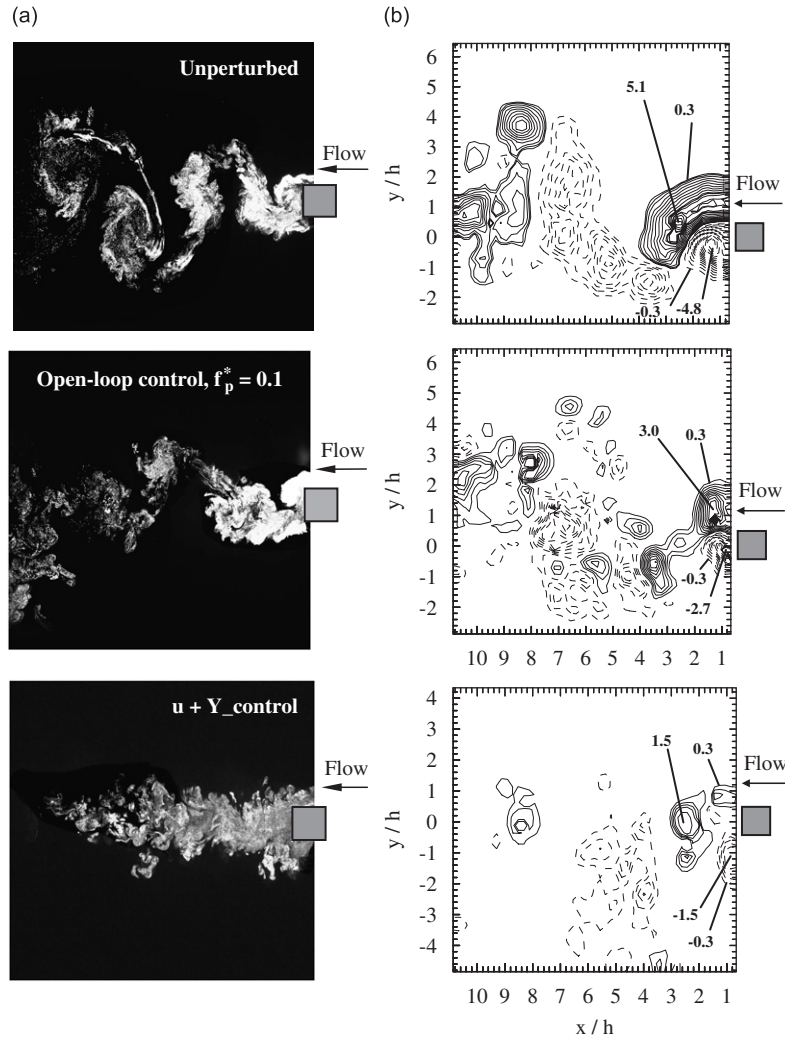 (a)
(b)
Unperturbed
Flow
6
5
4
3
2
1
0
-1
-2
y / h
5.1
0.3
-0.3
-4.8
Flow
Open-loop control, f*p = 0.1
Flow
6
5
4
3
2
1
0
-1
-2
y / h
3.0
0.3
-0.3
-2.7
Flow
10 9 8 7 6 5 4 3 2 1
u + Y_control
Flow
4
3
2
1
0
-1
-2
-3
-4
y / h
1.5
0.3
-1.5
-0.3
Flow
10 9 8 7 6 5 4 3 2 1
x / h